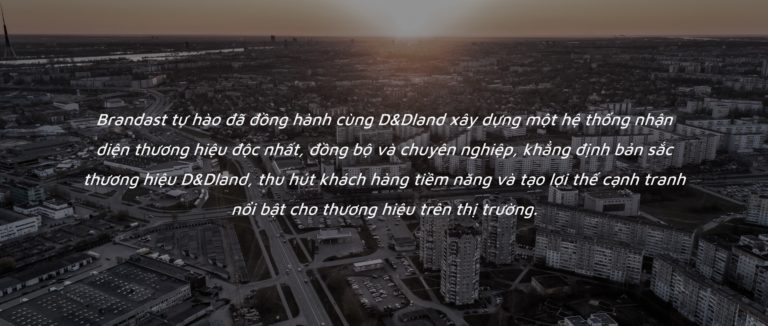 Brandast tự hào đã đồng hành cùng D&Dland xây dựng một hệ thống nhận
diện thương hiệu độc nhất, đồng bộ và chuyên nghiệp, khẳng định bản sắc
thương hiệu D&Dland, thu hút khách hàng tiềm năng và tạo lợi thế cạnh tranh
nổi bật cho thương hiệu trên thị trường.